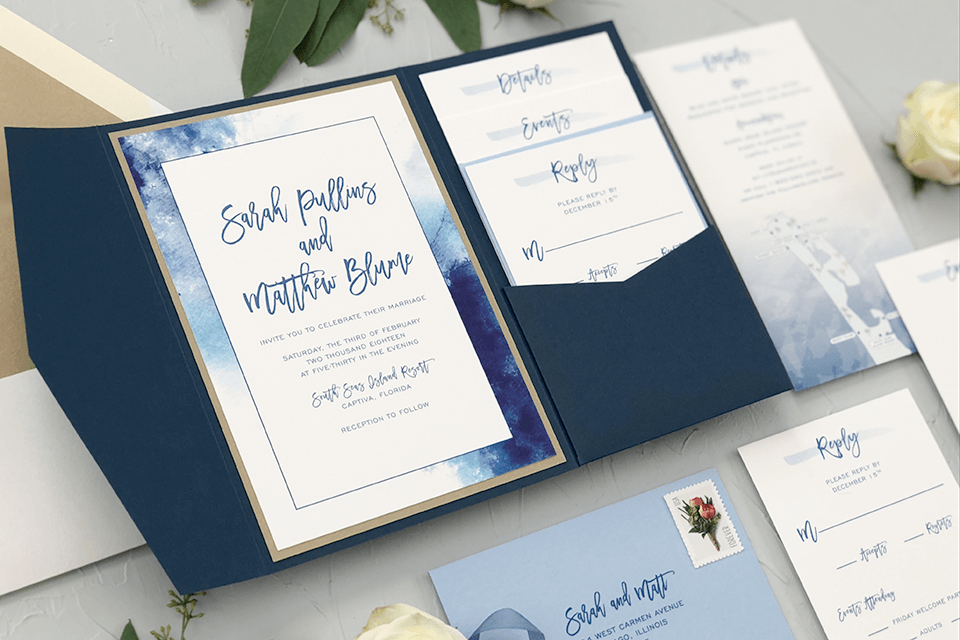 Sarah Pullins
and
Matthew Blume
INVITE YOU TO CELEBRATE THEIR MARRIAGE
SATURDAY, THE THIRD OF FEBRUARY
TWO THOUSAND EIGHTEEN
AT FIVE-THIRTY IN THE EVENING
South Seas Island Resort
CAPTIVA, FLORIDA
RECEPTION TO FOLLOW
Details
Events
Reply
PLEASE REPLY BY
DECEMBER 15TH
M
Accepts
Details
Reply
PLEASE REPLY BY
DECEMBER 15TH
M
Accepts
Regrets
Events Attending
FRIDAY WELCOME
ADULTS
FOREVER
Sarah and Matt
WEST CARMEN AVENUE
ILLINOIS